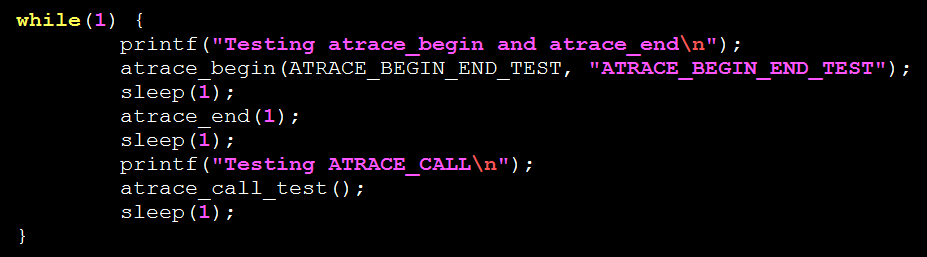 while(1) {
        printf("Testing atrace_begin and atrace_end\n");
        atrace_begin(ATRACE_BEGIN_END_TEST, "ATRACE_BEGIN_END_TEST");
        sleep(1);
        atrace_end(1);
        sleep(1);
        printf("Testing ATRACE_CALL\n");
        atrace_call_test();
        sleep(1);
}